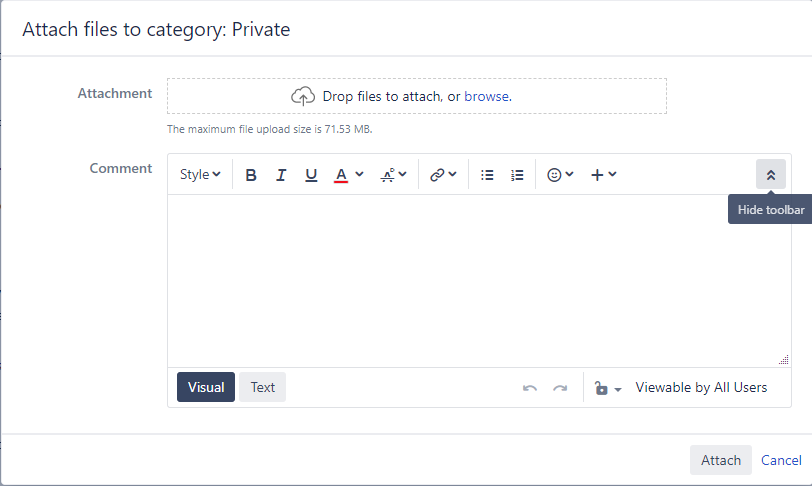 Attach files to category: Private
Attachment
Drop files to attach, or browse.
The maximum file upload size is 71.53 MB.
Comment
Style B I U A
Hide toolbar
Visual Text Viewable by All Users
Attach Cancel